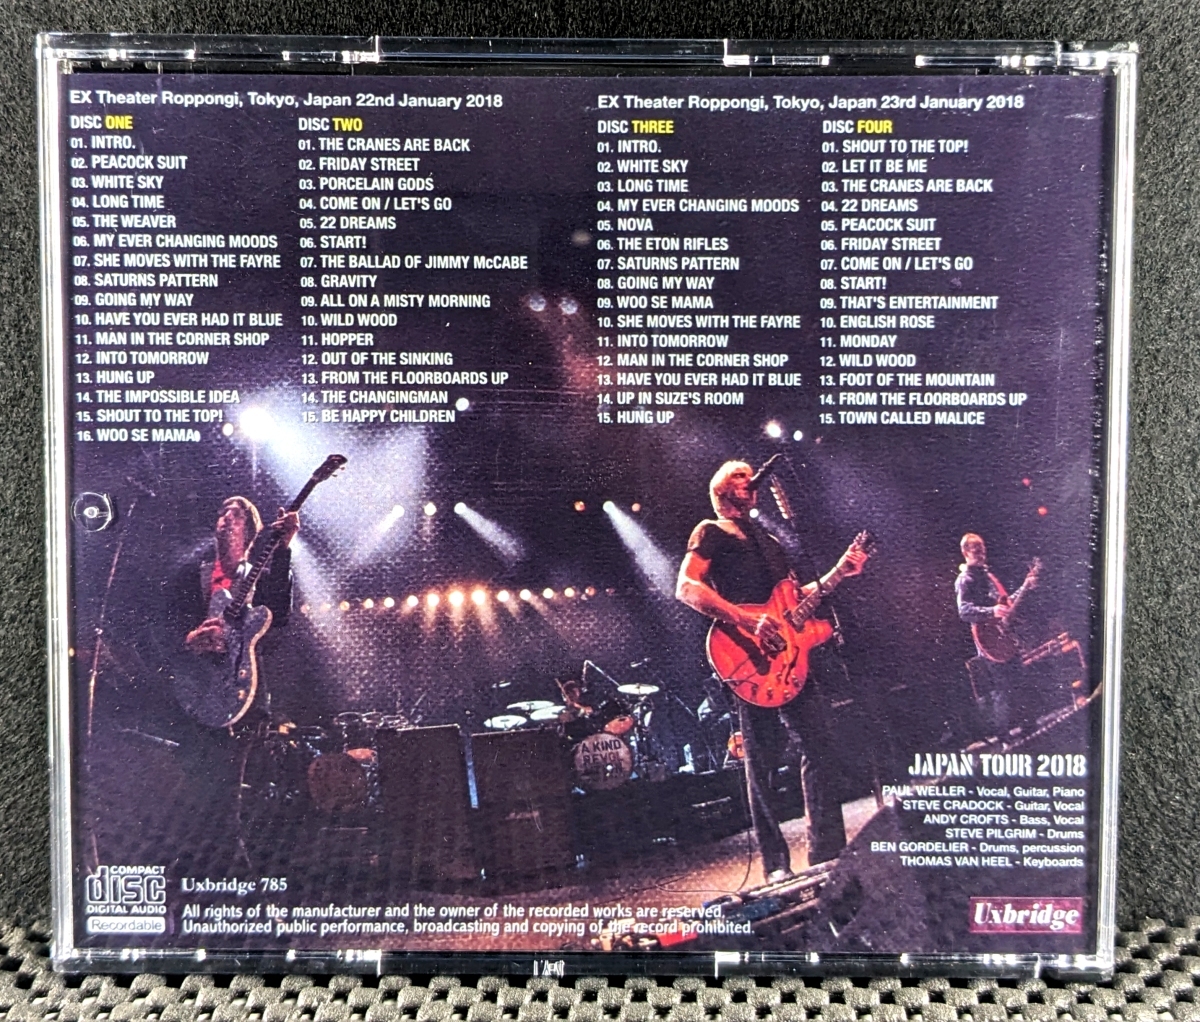 EX Theater Roppongi, Tokyo, Japan 22nd January 2018
DISC ONE
01. INTRO.
02. PEACOCK SUIT
03. WHITE SKY
04. LONG TIME
05. THE WEAVER
06. MY EVER CHANGING MOODS
07. SHE MOVES WITH THE FAYRE
08. SATURNS PATTERN
09. GOING MY WAY
10. HAVE YOU EVER HAD IT BLUE
11. MAN IN THE CORNER SHOP
12. INTO TOMORROW
13. HUNG UP
14. THE IMPOSSIBLE IDEA
15. SHOUT TO THE TOP!
16. WOO SE MAMA
DISC TWO
01. THE CRANES ARE BACK
02. FRIDAY STREET
03. PORCELAIN GODS
04. COME ON / LET'S GO
05. 22 DREAMS
06. START!
07. THE BALLAD OF JIMMY McCABE
08. GRAVITY
09. ALL ON A MISTY MORNING
10. WILD WOOD
11. HOPPER
12. OUT OF THE SINKING
13. FROM THE FLOORBOARDS UP
14. THE CHANGINGMAN
15. BE HAPPY CHILDREN
EX Theater Roppongi, Tokyo, Japan 23rd January 2018
DISC THREE
01. INTRO.
02. WHITE SKY
03. LONG TIME
04. MY EVER CHANGING MOODS
05. NOVA
06. THE ETON RIFLES
07. SATURNS PATTERN
08. GOING MY WAY
09. WOO SE MAMA
10. SHE MOVES WITH THE FAYRE
11. INTO TOMORROW
12. MAN IN THE CORNER SHOP
13. HAVE YOU EVER HAD IT BLUE
14. UP IN SUZE'S ROOM
15. HUNG UP
DISC FOUR
01. SHOUT TO THE TOP!
02. LET IT BE ME
03. THE CRANES ARE BACK
04. 22 DREAMS
05. PEACOCK SUIT
06. FRIDAY STREET
07. COME ON / LET'S GO
08. START!
09. THAT'S ENTERTAINMENT
10. ENGLISH ROSE
11. MONDAY
12. WILD WOOD
13. FOOT OF THE MOUNTAIN
14. FROM THE FLOORBOARDS UP
15. TOWN CALLED MALICE
A KIND
REVOL
JAPAN TOUR 2018
PAUL WELLER - Vocal, Guitar, Piano
STEVE CRADOCK - Guitar, Vocal
ANDY CROFTS - Bass, Vocal
STEVE PILGRIM - Drums
BEN GORDELIER - Drums, percussion
THOMAS VAN HEEL - Keyboards
COMPACT
disc
DIGITAL AUDIO
Recordable
Uxbridge 785
All rights of the manufacturer and the owner of the recorded works are reserved.
Unauthorized public performance, broadcasting and copying of the record prohibited.
Uxbridge